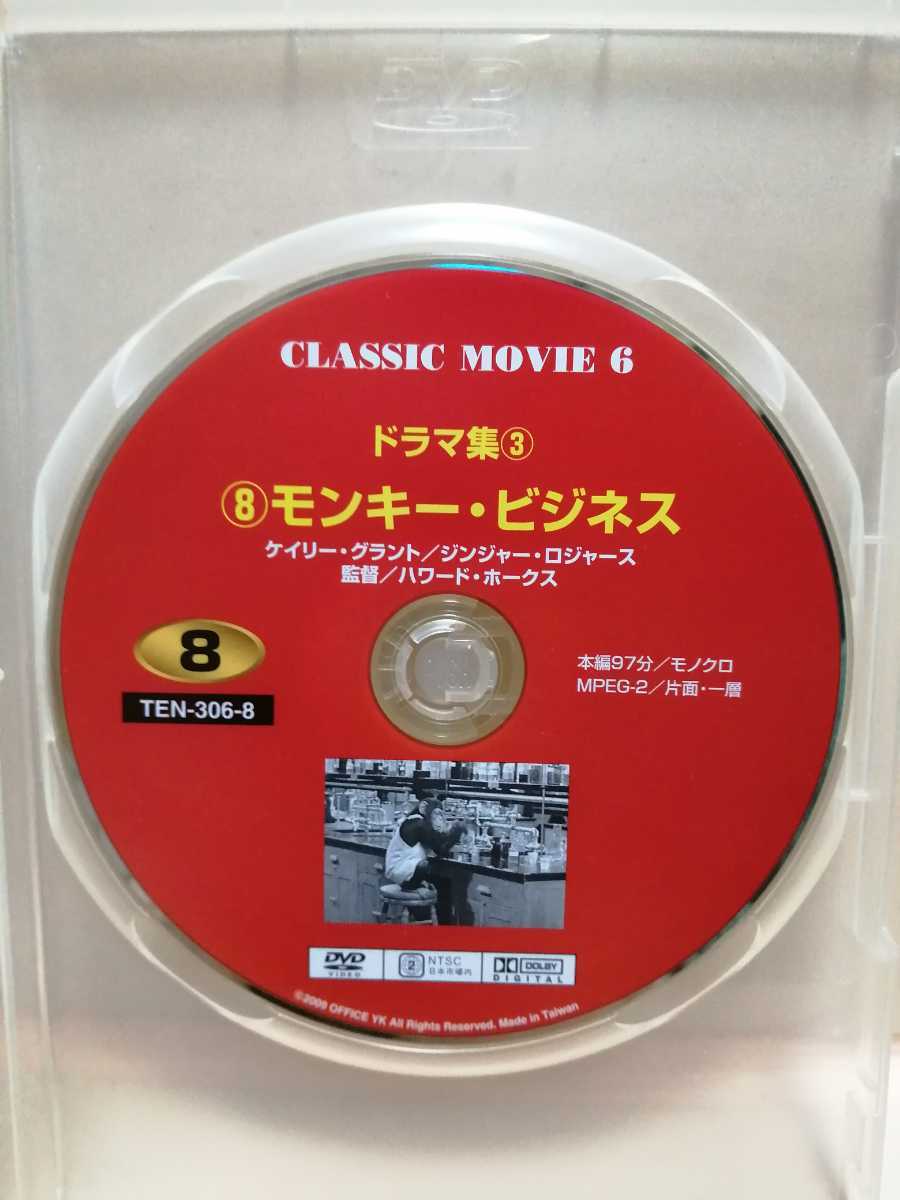 DVD
CLASSIC MOVIE 6
ドラマ集③
⑧モンキー・ビジネス
ケイリー・グラント／ジンジャー・ロジャース
監督／ハワード・ホークス
8
TEN-306-8
本編97分／モノクロ
MPEG-2／片面・一層
DVD
VIDEO
2
NTSC
日本市場内
DOLBY
DIGITAL
©2009 OFFICE YK All Rights Reserved. Made in Taiwan